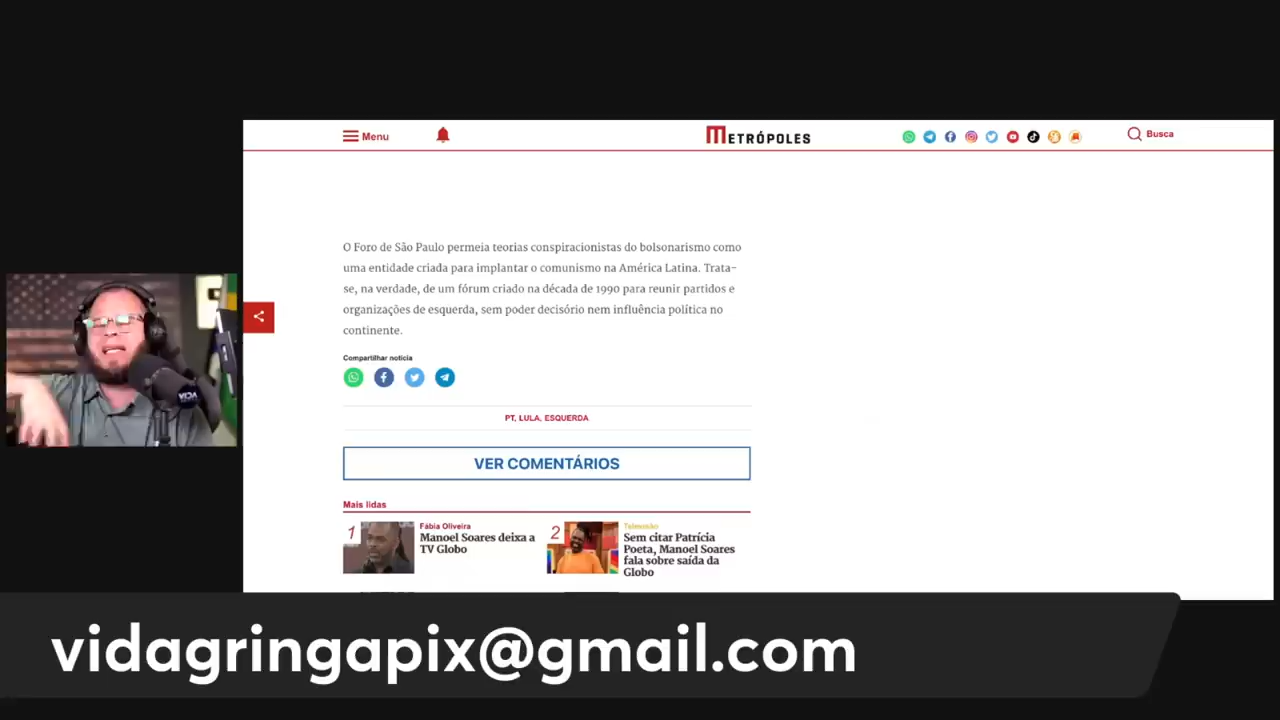 Menu
METRÓPOLES
Busca
O Foro de São Paulo permeia teorias conspiracionistas do bolsonarismo como
uma entidade criada para implantar o comunismo na América Latina. Trata-
se, na verdade, de um fórum criado na década de 1990 para reunir partidos e
organizações de esquerda, sem poder decisório nem influência política no
continente.
Compartilhar notícia
PT, LULA, ESQUERDA
VER COMENTÁRIOS
Mais lidas
1
Fábia Oliveira
Manoel Soares deixa a
TV Globo
2
Televisão
Sem citar Patrícia
Poeta, Manoel Soares
fala sobre saída da
Globo
VIDA
vidagringapix@gmail.com